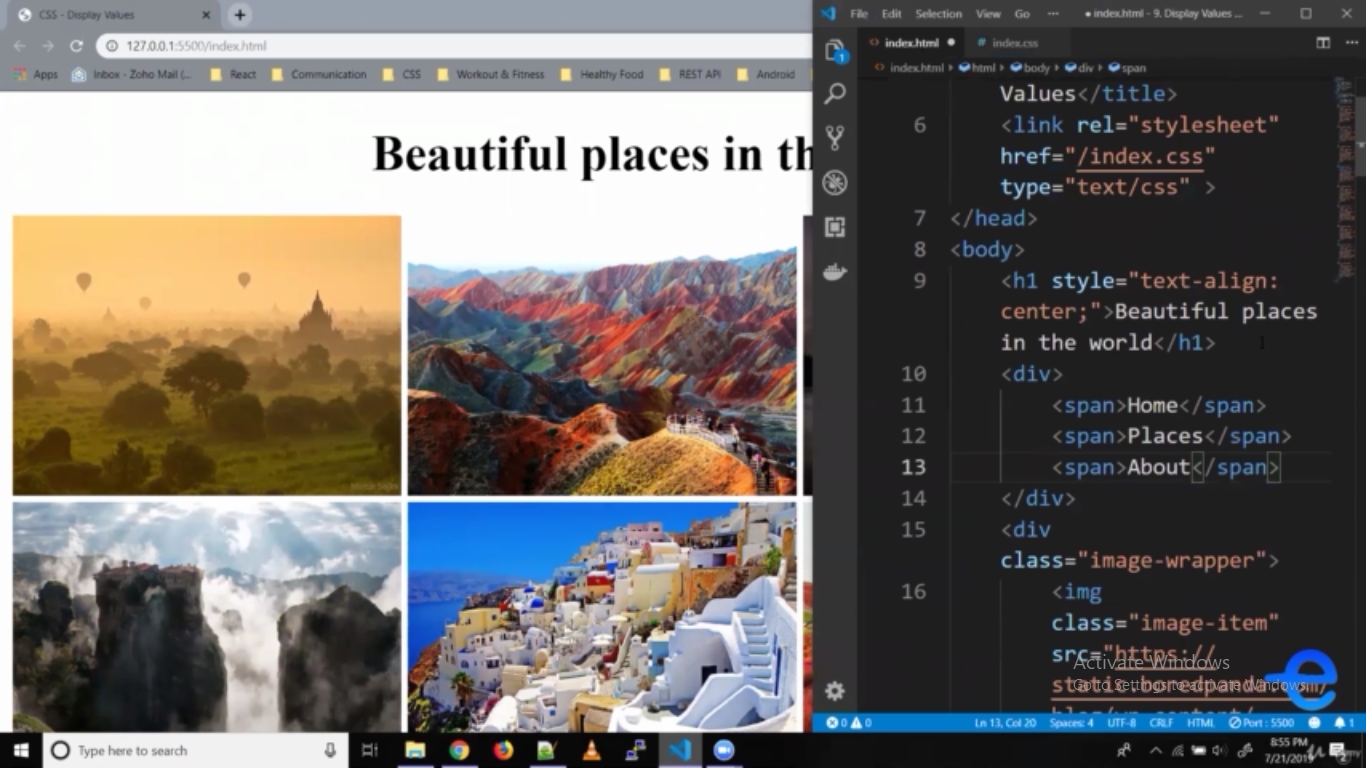 CSS - Display Values
127.0.0.1:5500/index.html
Apps Inbox - Zoho Mail (... React Communication CSS Workout & Fitness Healthy Food REST API Android
Beautiful places in th
File Edit Selection View Go ··· ● index.html - 9. Display Values ...
index.html ● # index.css
index.html › html › body › div › span
Values</title>
6 <link rel="stylesheet"
href="/index.css"
type="text/css" >
7 </head>
8 <body>
9 <h1 style="text-align:
center;">Beautiful places
in the world</h1>
10 <div>
11 <span>Home</span>
12 <span>Places</span>
13 <span>About</span>
14 </div>
15 <div
class="image-wrapper">
16 <img
class="image-item"
src="https://
Activate Windows
Go to Settings to activate Windows.
0 0 Ln 13, Col 20 Spaces: 4 UTF-8 CRLF HTML Port : 5500 1
Type here to search
8:55 PM